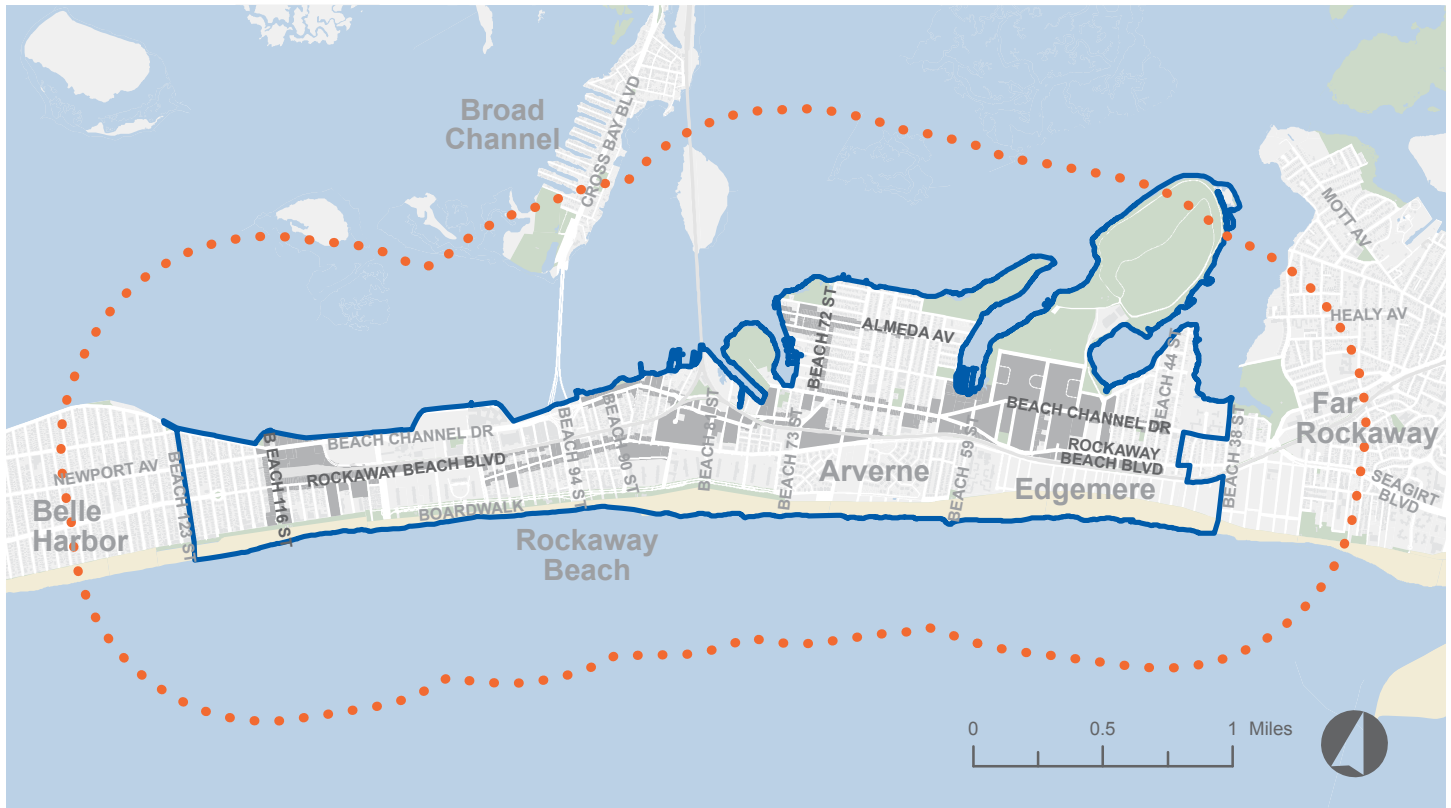 Broad
Channel
CROSS BAY BLVD
MOTT AV
HEALY AV
BEACH 72 ST
ALMEDA AV
BEACH 44 ST
BEACH CHANNEL DR
BEACH CHANNEL DR
BEACH 94 ST
BEACH 90 ST
BEACH 81 ST
BEACH 73 ST
BEACH 59 ST
BEACH 38 ST
Far
Rockaway
ROCKAWAY
BEACH BLVD
ROCKAWAY BEACH BLVD
NEWPORT AV
BEACH 123 ST
BEACH 116 ST
Arverne
Edgemere
SEAGIRT
BLVD
Belle
Harbor
BOARDWALK
Rockaway
Beach
0 0.5 1 Miles